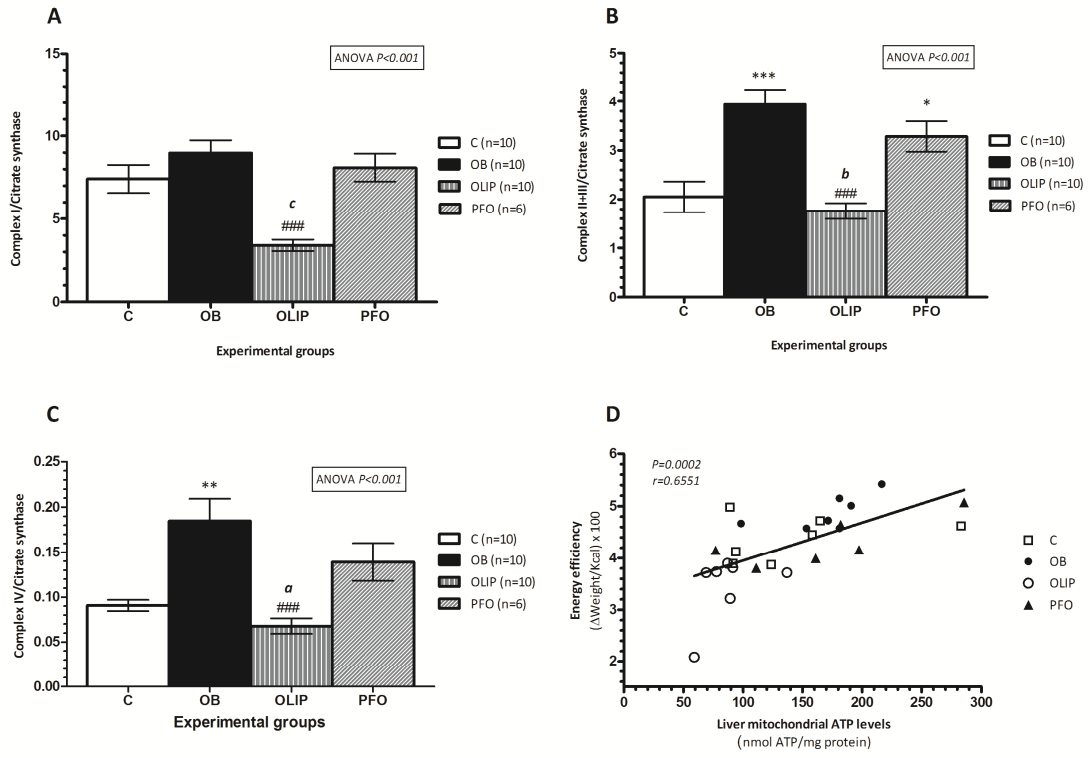 A
ANOVA P<0.001
Complex I/Citrate synthase
15
10
5
0
c
###
C OB OLIP PFO
Experimental groups
C (n=10)
OB (n=10)
OLIP (n=10)
PFO (n=6)
B
ANOVA P<0.001
Complex II+III/Citrate synthase
5
4
3
2
1
0
***
b
###
*
C OB OLIP PFO
Experimental groups
C (n=10)
OB (n=10)
OLIP (n=10)
PFO (n=6)
C
ANOVA P<0.001
Complex IV/Citrate synthase
0.25
0.20
0.15
0.10
0.05
0.00
**
a
###
C OB OLIP PFO
Experimental groups
C (n=10)
OB (n=10)
OLIP (n=10)
PFO (n=6)
D
P=0.0002
r=0.6551
Energy efficiency
(ΔWeight/Kcal) x 100
6
5
4
3
2
0 50 100 150 200 250 300
Liver mitochondrial ATP levels
(nmol ATP/mg protein)
C
OB
OLIP
PFO